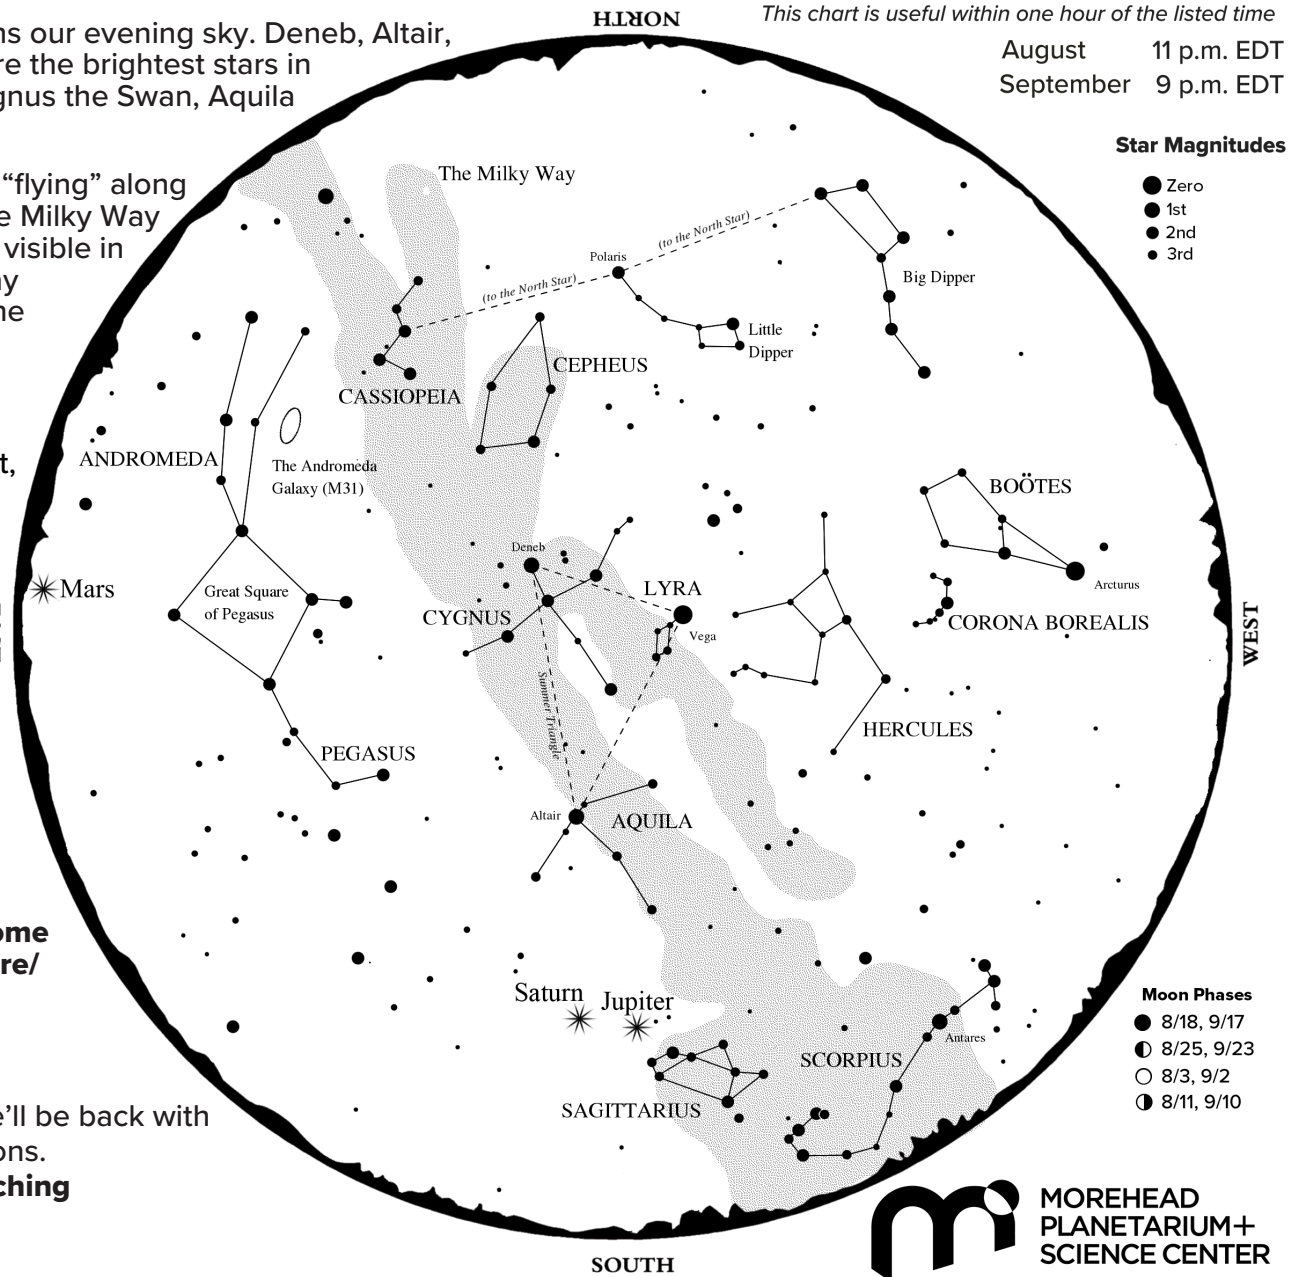 NORTH
This chart is useful within one hour of the listed time
August 11 p.m. EDT
September 9 p.m. EDT
ns our evening sky. Deneb, Altair,
re the brightest stars in
gnus the Swan, Aquila
“flying” along
e Milky Way
visible in
ne
Star Magnitudes
Zero
1st
2nd
3rd
The Milky Way
(to the North Star)
Polaris
(to the North Star)
Big Dipper
Little
Dipper
CEPHEUS
CASSIOPEIA
ANDROMEDA
The Andromeda
Galaxy (M31)
t,
BOÖTES
Arcturus
Deneb
LYRA
Mars
Great Square
of Pegasus
CYGNUS
Vega
CORONA BOREALIS
WEST
Summer Triangle
HERCULES
PEGASUS
Altair
AQUILA
ome
re/
Saturn
Jupiter
Moon Phases
8/18, 9/17
8/25, 9/23
8/3, 9/2
8/11, 9/10
Antares
SCORPIUS
SAGITTARIUS
e’ll be back with
ons.
ching
MOREHEAD
PLANETARIUM+
SCIENCE CENTER
SOUTH